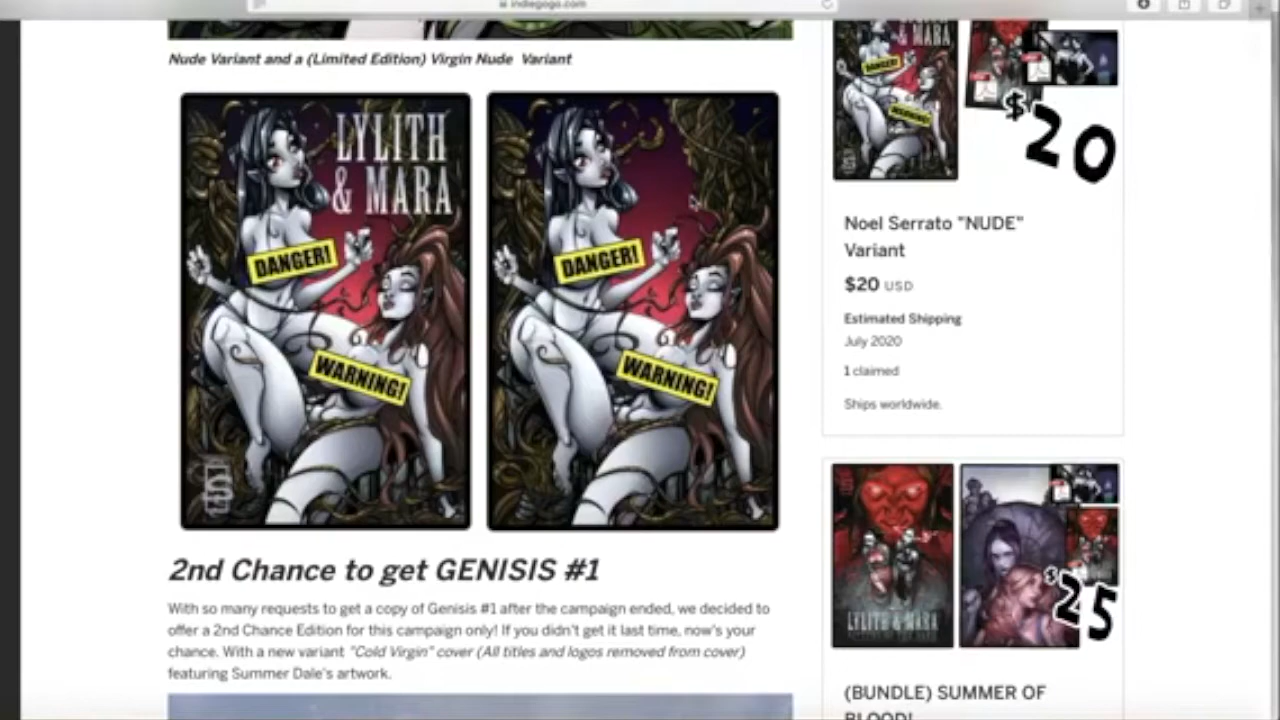 indiegogo.com
Nude Variant and a (Limited Edition) Virgin Nude Variant
LYLITH
& MARA
DANGER!
WARNING!
DANGER!
WARNING!
2nd Chance to get GENISIS #1
With so many requests to get a copy of Genisis #1 after the campaign ended, we decided to
offer a 2nd Chance Edition for this campaign only! If you didn't get it last time, now's your
chance. With a new variant "Cold Virgin" cover (All titles and logos removed from cover)
featuring Summer Dale's artwork.
& MARA
DANGER!
WARNING!
$20
Noel Serrato "NUDE"
Variant
$20 USD
Estimated Shipping
July 2020
1 claimed
Ships worldwide.
LYLITH & MARA
$25
(BUNDLE) SUMMER OF
BLOOD!